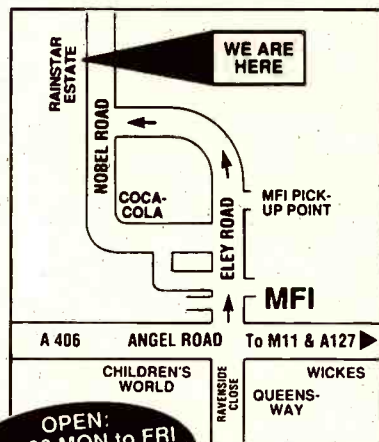 RAINSTAR
ESTATE
WE ARE
HERE
NOBEL ROAD
COCA-
COLA
ELEY ROAD
MFI PICK-
UP POINT
MFI
A 406 ANGEL ROAD To M11 & A127
CHILDREN'S
WORLD
RAVENSIDE
CLOSE
WICKES
QUEENS-
WAY
OPEN:
MON to FRI